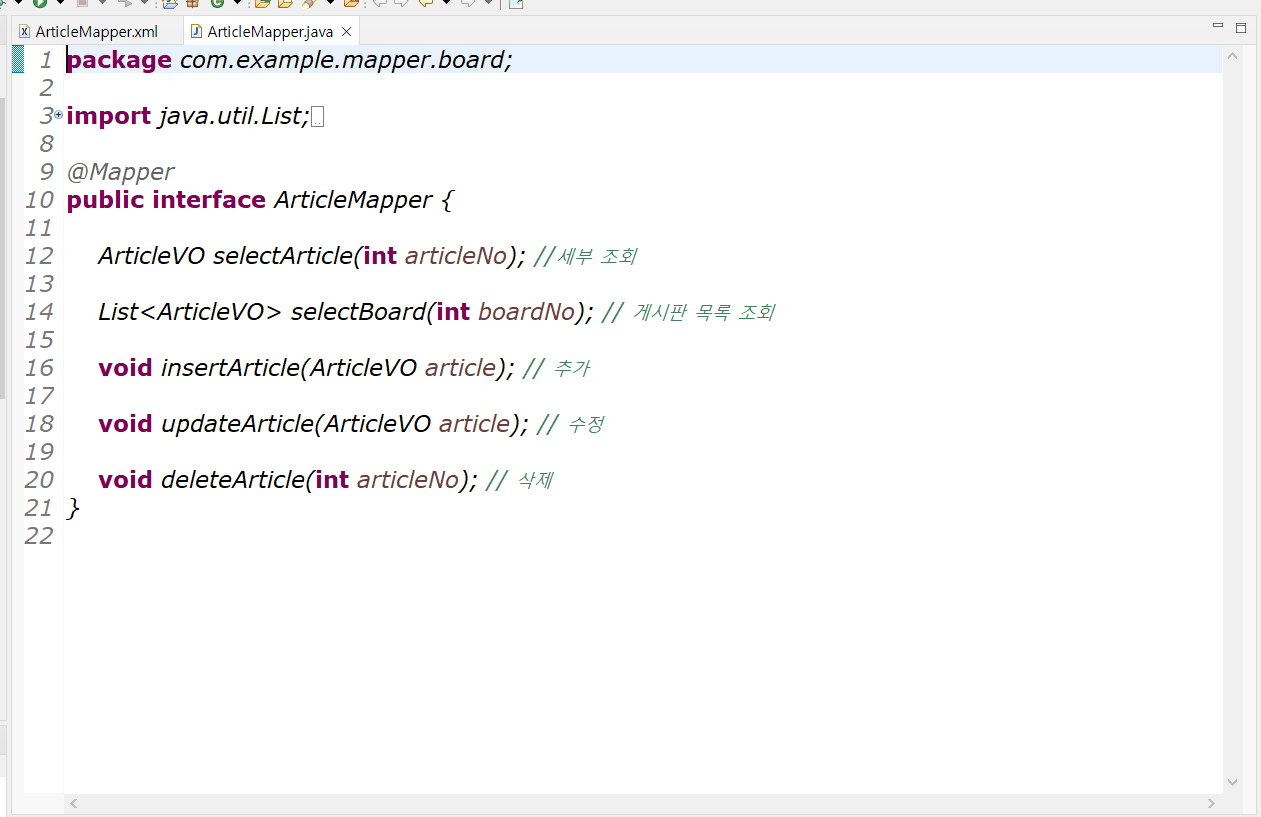 ArticleMapper.xml
ArticleMapper.java
1 package com.example.mapper.board;
2
3 import java.util.List;
8
9 @Mapper
10 public interface ArticleMapper {
11
12 ArticleVO selectArticle(int articleNo); //세부 조회
13
14 List<ArticleVO> selectBoard(int boardNo); // 게시판 목록 조회
15
16 void insertArticle(ArticleVO article); // 추가
17
18 void updateArticle(ArticleVO article); // 수정
19
20 void deleteArticle(int articleNo); // 삭제
21 }
22